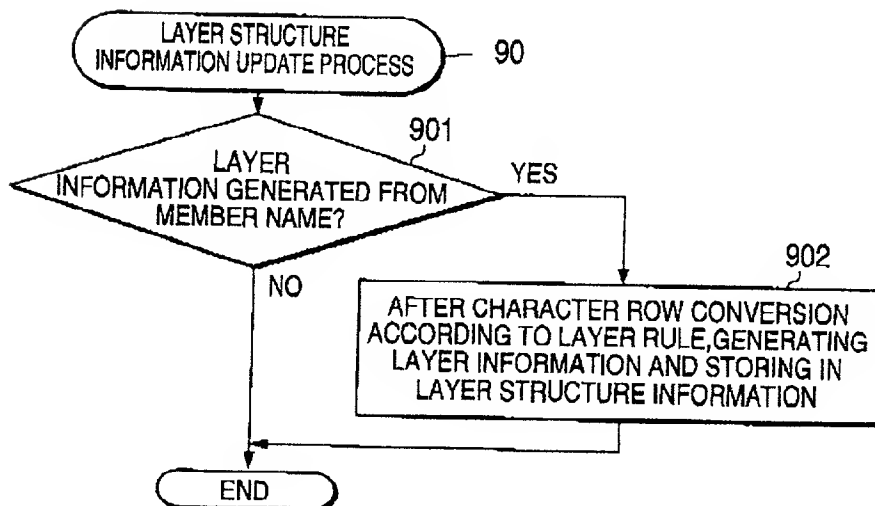 LAYER STRUCTURE
INFORMATION UPDATE PROCESS
90
901
LAYER
INFORMATION GENERATED FROM
MEMBER NAME?
YES
NO
902
AFTER CHARACTER ROW CONVERSION
ACCORDING TO LAYER RULE,GENERATING
LAYER INFORMATION AND STORING IN
LAYER STRUCTURE INFORMATION
END